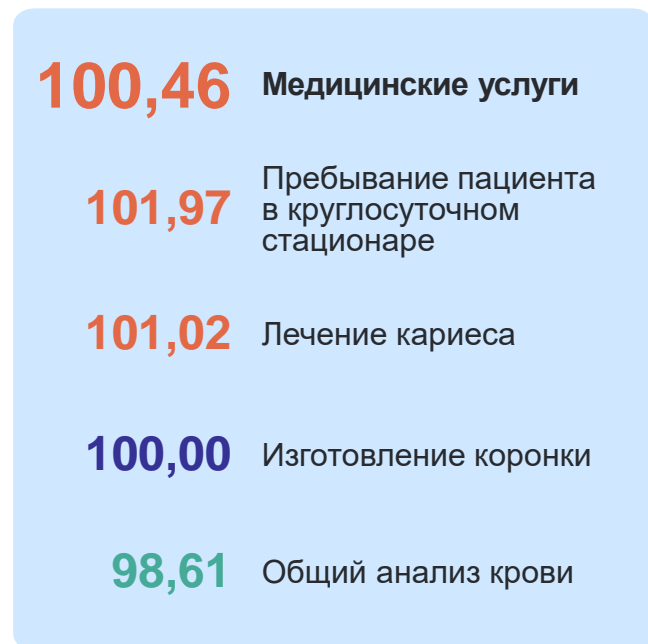 100,46 Медицинские услуги
101,97 Пребывание пациента
в круглосуточном
стационаре
101,02 Лечение кариеса
100,00 Изготовление коронки
98,61 Общий анализ крови